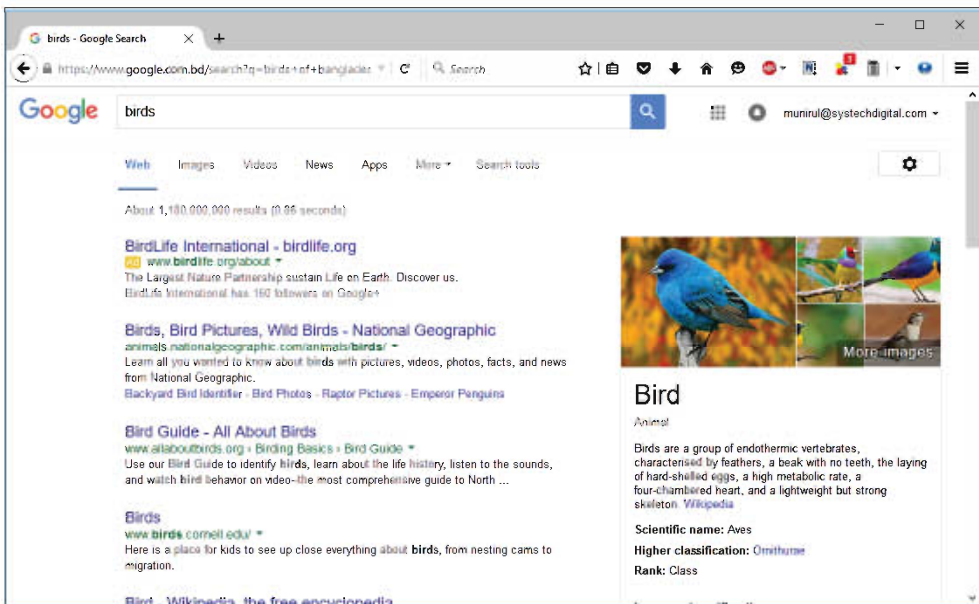 birds - Google Search
https://www.google.com.bd/search?q=birds+of+banglades
Search
3
Google
birds
munirul@systechdigital.com
Web Images Videos News Apps More Search tools
About 1,180,000,000 results (0.86 seconds)
BirdLife International - birdlife.org
Ad www.birdlife.org/about
The Largest Nature Partnership sustain Life on Earth. Discover us.
BirdLife International has 160 followers on Google+
Birds, Bird Pictures, Wild Birds - National Geographic
animals.nationalgeographic.com/animals/birds/
Learn all you wanted to know about birds with pictures, videos, photos, facts, and news
from National Geographic.
Backyard Bird Identifier - Bird Photos - Raptor Pictures - Emperor Penguins
Bird Guide - All About Birds
www.allaboutbirds.org › Birding Basics › Bird Guide
Use our Bird Guide to identify birds, learn about the life history, listen to the sounds,
and watch bird behavior on video-the most comprehensive guide to North ...
Birds
www.birds.cornell.edu/
Here is a place for kids to see up close everything about birds, from nesting cams to
migration.
Bird - Wikipedia, the free encyclopedia
More images
Bird
Animal
Birds are a group of endothermic vertebrates,
characterised by feathers, a beak with no teeth, the laying
of hard-shelled eggs, a high metabolic rate, a
four-chambered heart, and a lightweight but strong
skeleton. Wikipedia
Scientific name: Aves
Higher classification: Ornithurae
Rank: Class